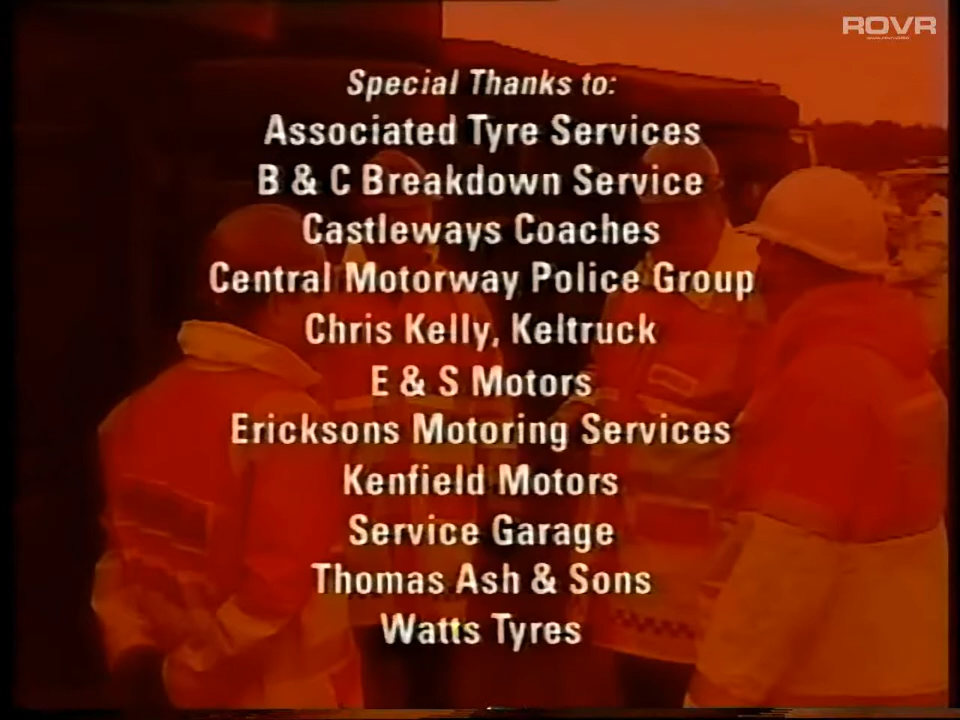 ROVR
Special Thanks to:
Associated Tyre Services
B & C Breakdown Service
Castleways Coaches
Central Motorway Police Group
Chris Kelly, Keltruck
E & S Motors
Ericksons Motoring Services
Kenfield Motors
Service Garage
Thomas Ash & Sons
Watts Tyres